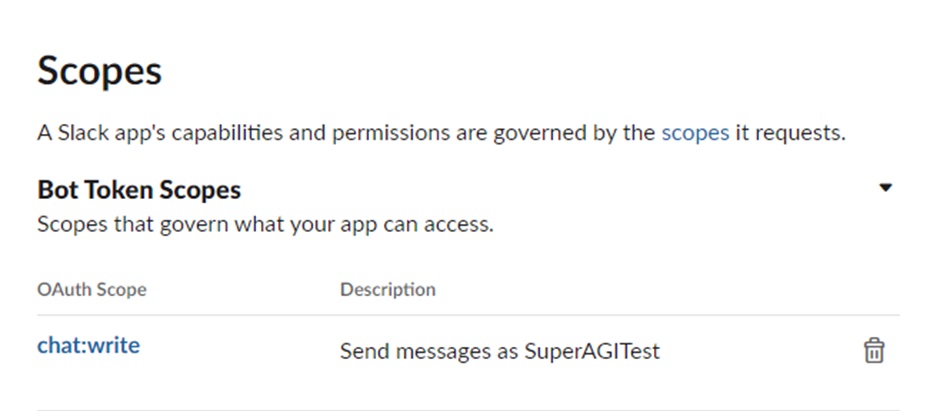 Scopes
A Slack app's capabilities and permissions are governed by the scopes it requests.
Bot Token Scopes
Scopes that govern what your app can access.
OAuth Scope Description
chat:write Send messages as SuperAGITest